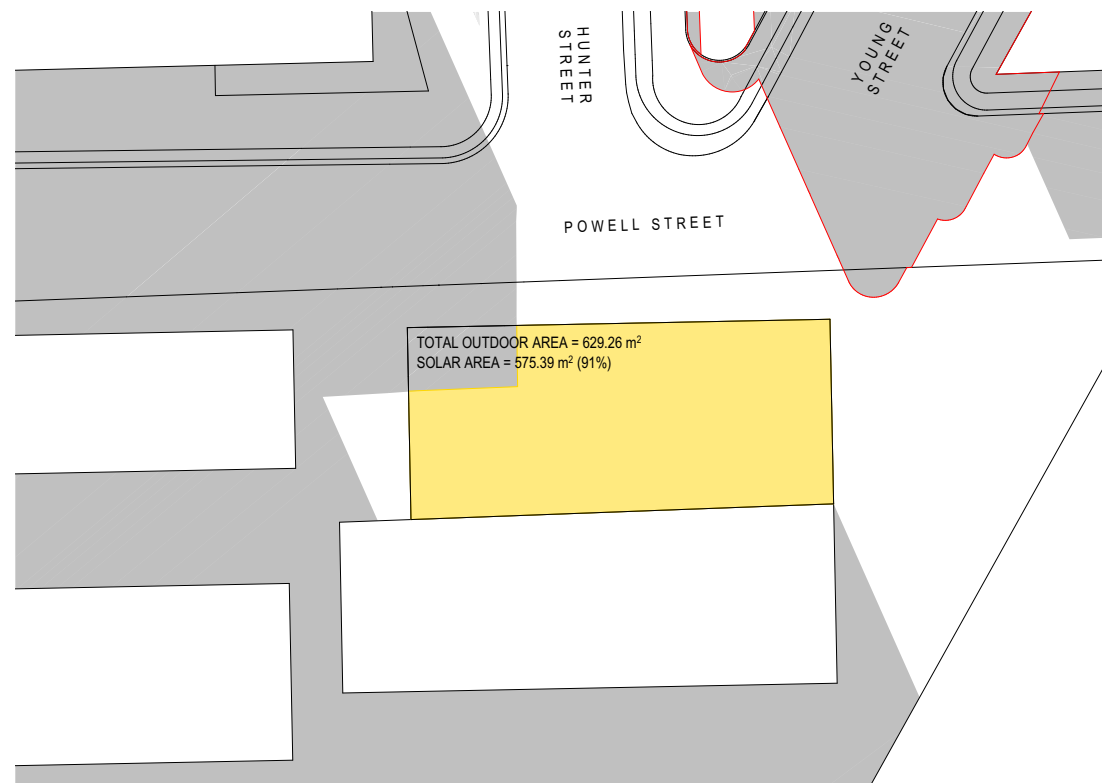 HUNTER
STREET
YOUNG
STREET
POWELL STREET
TOTAL OUTDOOR AREA = 629.26 m²
SOLAR AREA = 575.39 m² (91%)